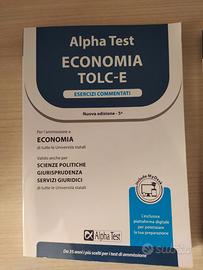 Alpha Test
ECONOMIA
TOLC-E
ESERCIZI COMMENTATI
Nuova edizione - 5ª
Per l'ammissione a
ECONOMIA
di tutte le Università statali
Valido anche per
SCIENZE POLITICHE
GIURISPRUDENZA
SERVIZI GIURIDICI
di tutte le Università statali
include MyDesk
L'esclusiva
piattaforma digitale
per potenziare
la tua preparazione
Alpha Test
Da 35 anni i più scelti per i test di ammissione